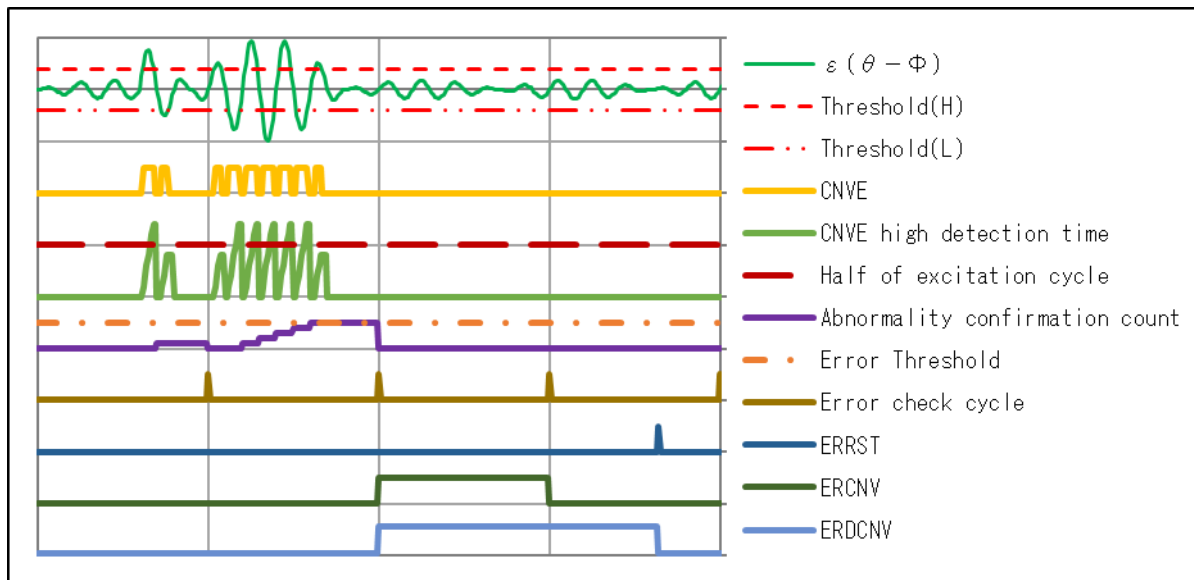 ε(θ-Φ)
Threshold(H)
Threshold(L)
CNVE
CNVE high detection time
Half of excitation cycle
Abnormality confirmation count
Error Threshold
Error check cycle
ERRST
ERCNV
ERDCNV